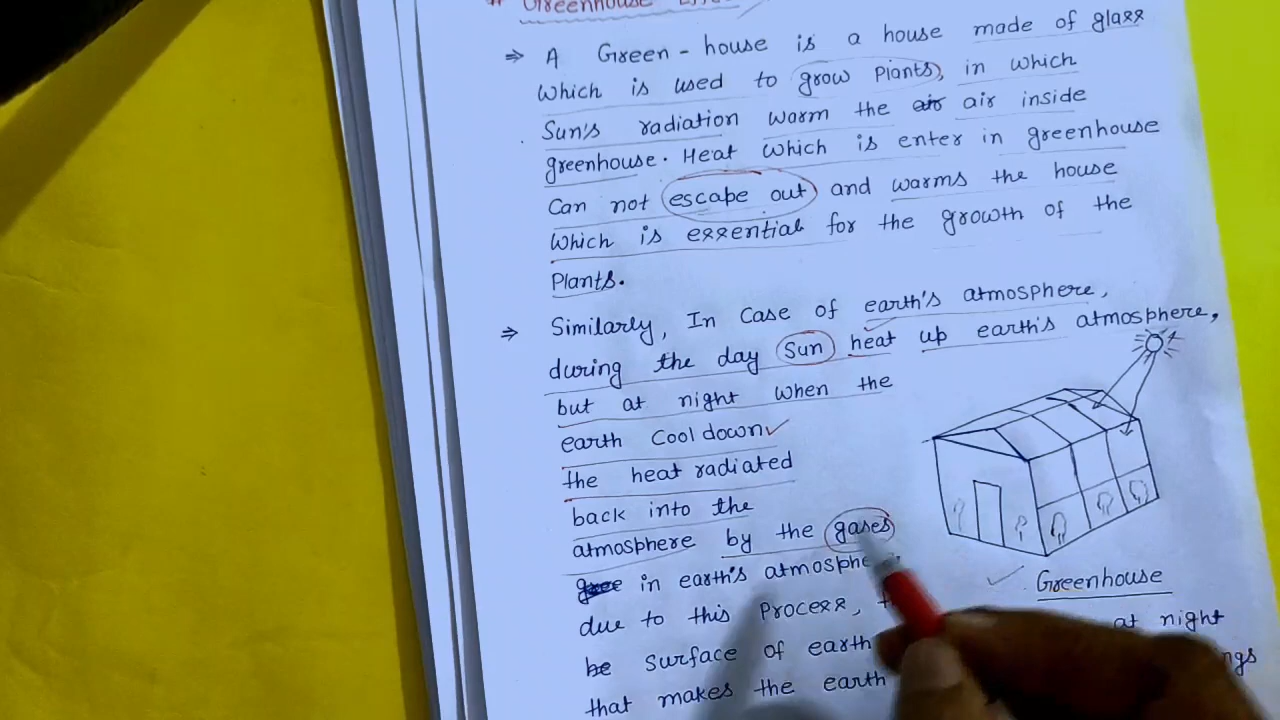 Greenhouse
⇒ A Green-house is a house made of glass
which is used to grow Plants, in which
Sun's radiation warm the air inside
greenhouse. Heat which is enter in greenhouse
Can not escape out and warms the house
which is essential for the growth of the
Plants.
⇒ Similarly, In case of earth's atmosphere,
during the day Sun heat up earth's atmosphere,
but at night when the
earth Cool down
the heat radiated
back into the
atmosphere by the gases
in earth's atmosphe
due to this Process,
Greenhouse
at night
surface of earth
that makes the earth